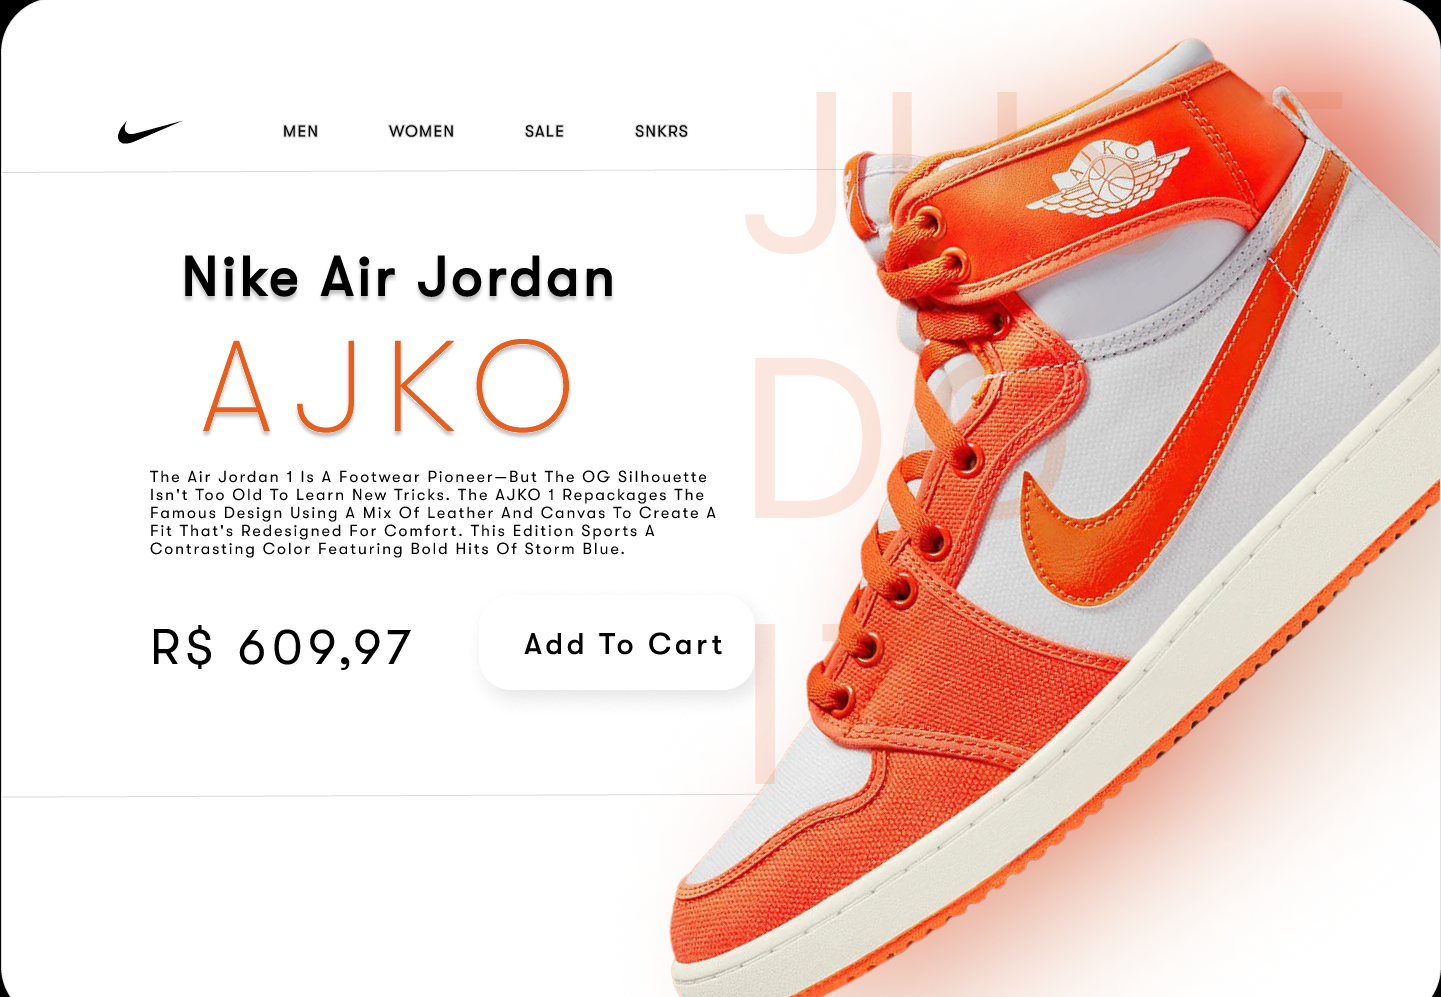 MEN WOMEN SALE SNKRS
Nike Air Jordan
AJKO
The Air Jordan 1 Is A Footwear Pioneer—But The OG Silhouette
Isn't Too Old To Learn New Tricks. The AJKO 1 Repackages The
Famous Design Using A Mix Of Leather And Canvas To Create A
Fit That's Redesigned For Comfort. This Edition Sports A
Contrasting Color Featuring Bold Hits Of Storm Blue.
R$ 609,97
Add To Cart
JUST
DO
IT
AJKO